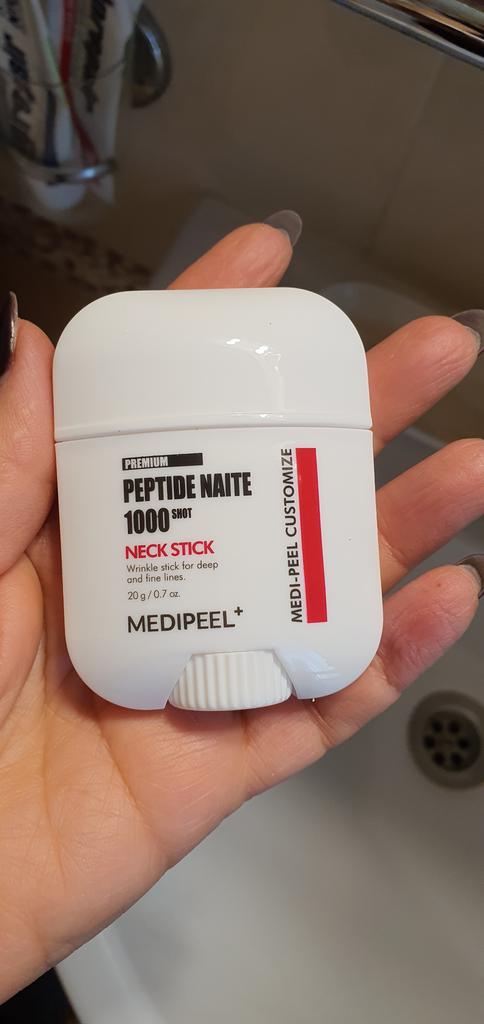 PREMIUM
PEPTIDE NAITE
1000 SHOT
NECK STICK
Wrinkle stick for deep
and fine lines.
20 g / 0.7 oz.
MEDIPEEL+
MEDI-PEEL CUSTOMIZE